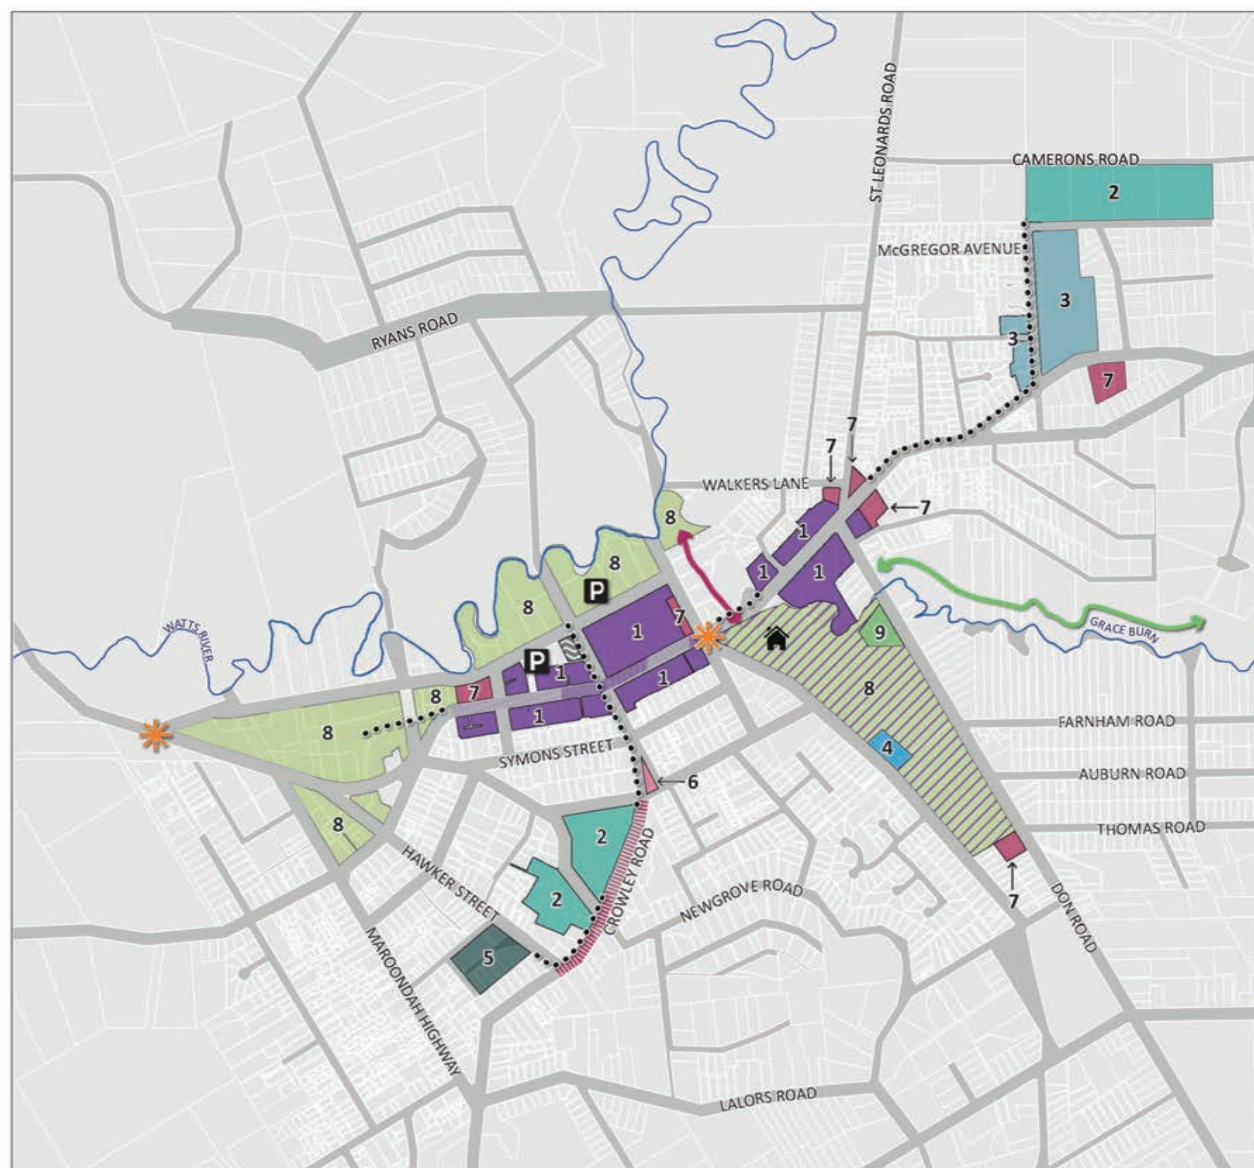 ST LEONARDS ROAD
CAMERONS ROAD
2
McGREGOR AVENUE
3
3
7
RYANS ROAD
7
7
WALKERS LANE
7
8
1
8
1
1
P
8
7
1
9
WATTS RIVER
GRACE BURN
P
1
1
8
8
7
8
1
FARNHAM ROAD
4
SYMONS STREET
AUBURN ROAD
6
8
2
THOMAS ROAD
HAWKER STREET
CROWLEY ROAD
2
NEWGROVE ROAD
7
DON ROAD
5
MAROONDAH HIGHWAY
LALORS ROAD